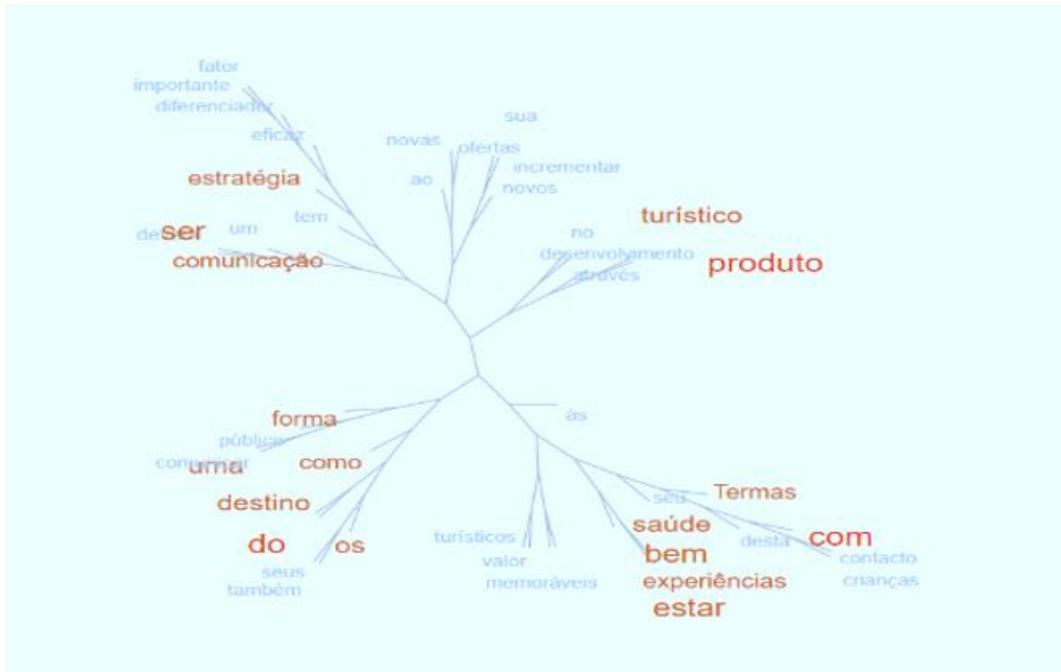 fator
importante
diferenciador
sua
eficaz
novas
ofertas
incrementar
estratégia
ao
novos
turístico
tem
ser
um
no
desenvolvimento
comunicação
produto
através
às
forma
público
como
comunicar
uma
seu
Termas
destino
saúde
com
turísticos
desta
do
os
bem
valor
contacto
seus
memoráveis
experiências
crianças
também
estar